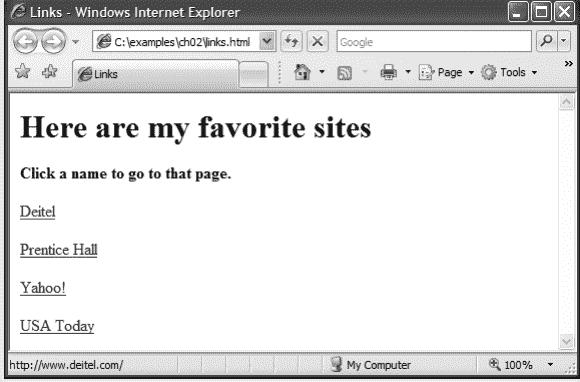 Links - Windows Internet Explorer
C:\examples\ch02\links.html
Google
Links
Page
Tools
»
Here are my favorite sites
Click a name to go to that page.
Deitel
Prentice Hall
Yahoo!
USA Today
http://www.deitel.com/
My Computer
100%